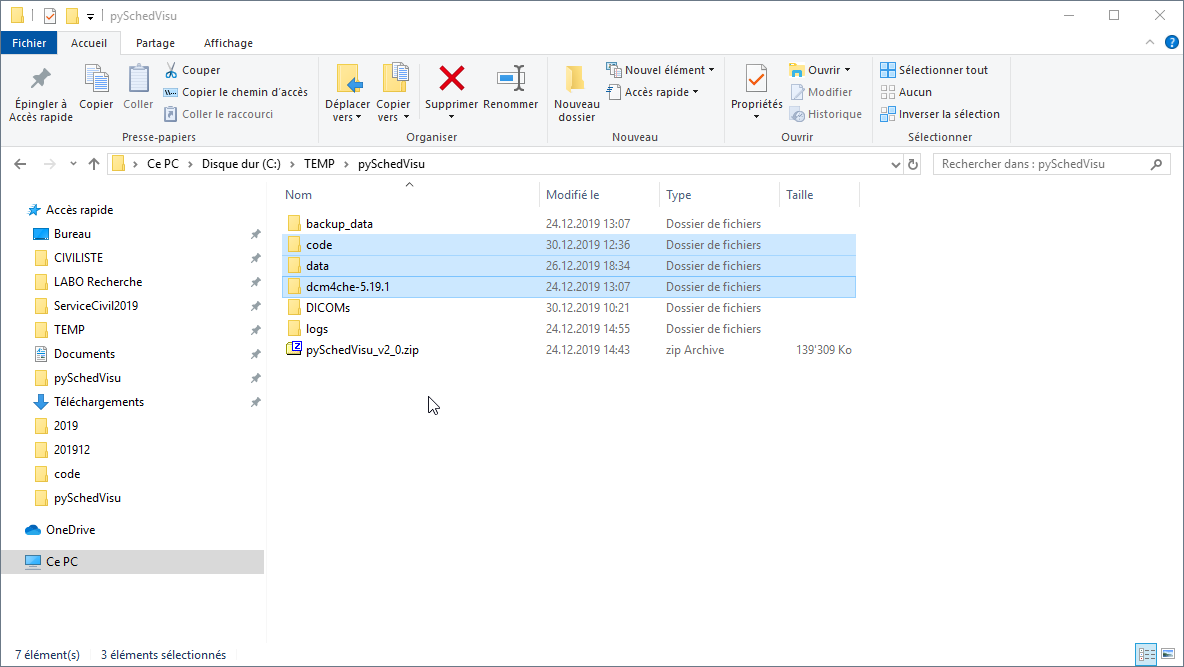 pySchedVisu
Fichier Accueil Partage Affichage
Épingler à Accès rapide
Copier
Coller
Couper
Copier le chemin d'accès
Coller le raccourci
Presse-papiers
Déplacer vers
Copier vers
Supprimer
Renommer
Organiser
Nouveau dossier
Nouvel élément
Accès rapide
Nouveau
Propriétés
Ouvrir
Modifier
Historique
Ouvrir
Sélectionner tout
Aucun
Inverser la sélection
Sélectionner
Ce PC > Disque dur (C:) > TEMP > pySchedVisu
Rechercher dans : pySchedVisu
Accès rapide
Bureau
CIVILISTE
LABO Recherche
ServiceCivil2019
TEMP
Documents
pySchedVisu
Téléchargements
2019
201912
code
pySchedVisu
OneDrive
Ce PC
Nom Modifié le Type Taille
backup_data 24.12.2019 13:07 Dossier de fichiers
code 30.12.2019 12:36 Dossier de fichiers
data 26.12.2019 18:34 Dossier de fichiers
dcm4che-5.19.1 24.12.2019 13:07 Dossier de fichiers
DICOMs 30.12.2019 10:21 Dossier de fichiers
logs 24.12.2019 14:55 Dossier de fichiers
pySchedVisu_v2_0.zip 24.12.2019 14:43 zip Archive 139'309 Ko
7 élément(s) 3 éléments sélectionnés